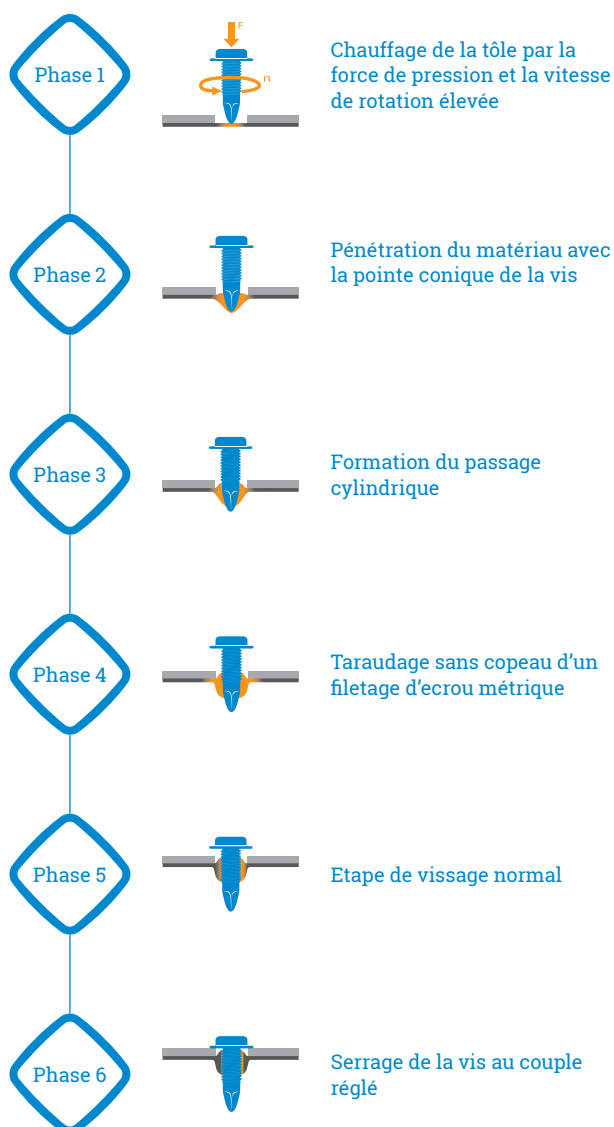 Phase 1
F
n
Chauffage de la tôle par la
force de pression et la vitesse
de rotation élevée
Phase 2
Pénétration du matériau avec
la pointe conique de la vis
Phase 3
Formation du passage
cylindrique
Phase 4
Taraudage sans copeau d’un
filetage d’ecrou métrique
Phase 5
Etape de vissage normal
Phase 6
Serrage de la vis au couple
réglé